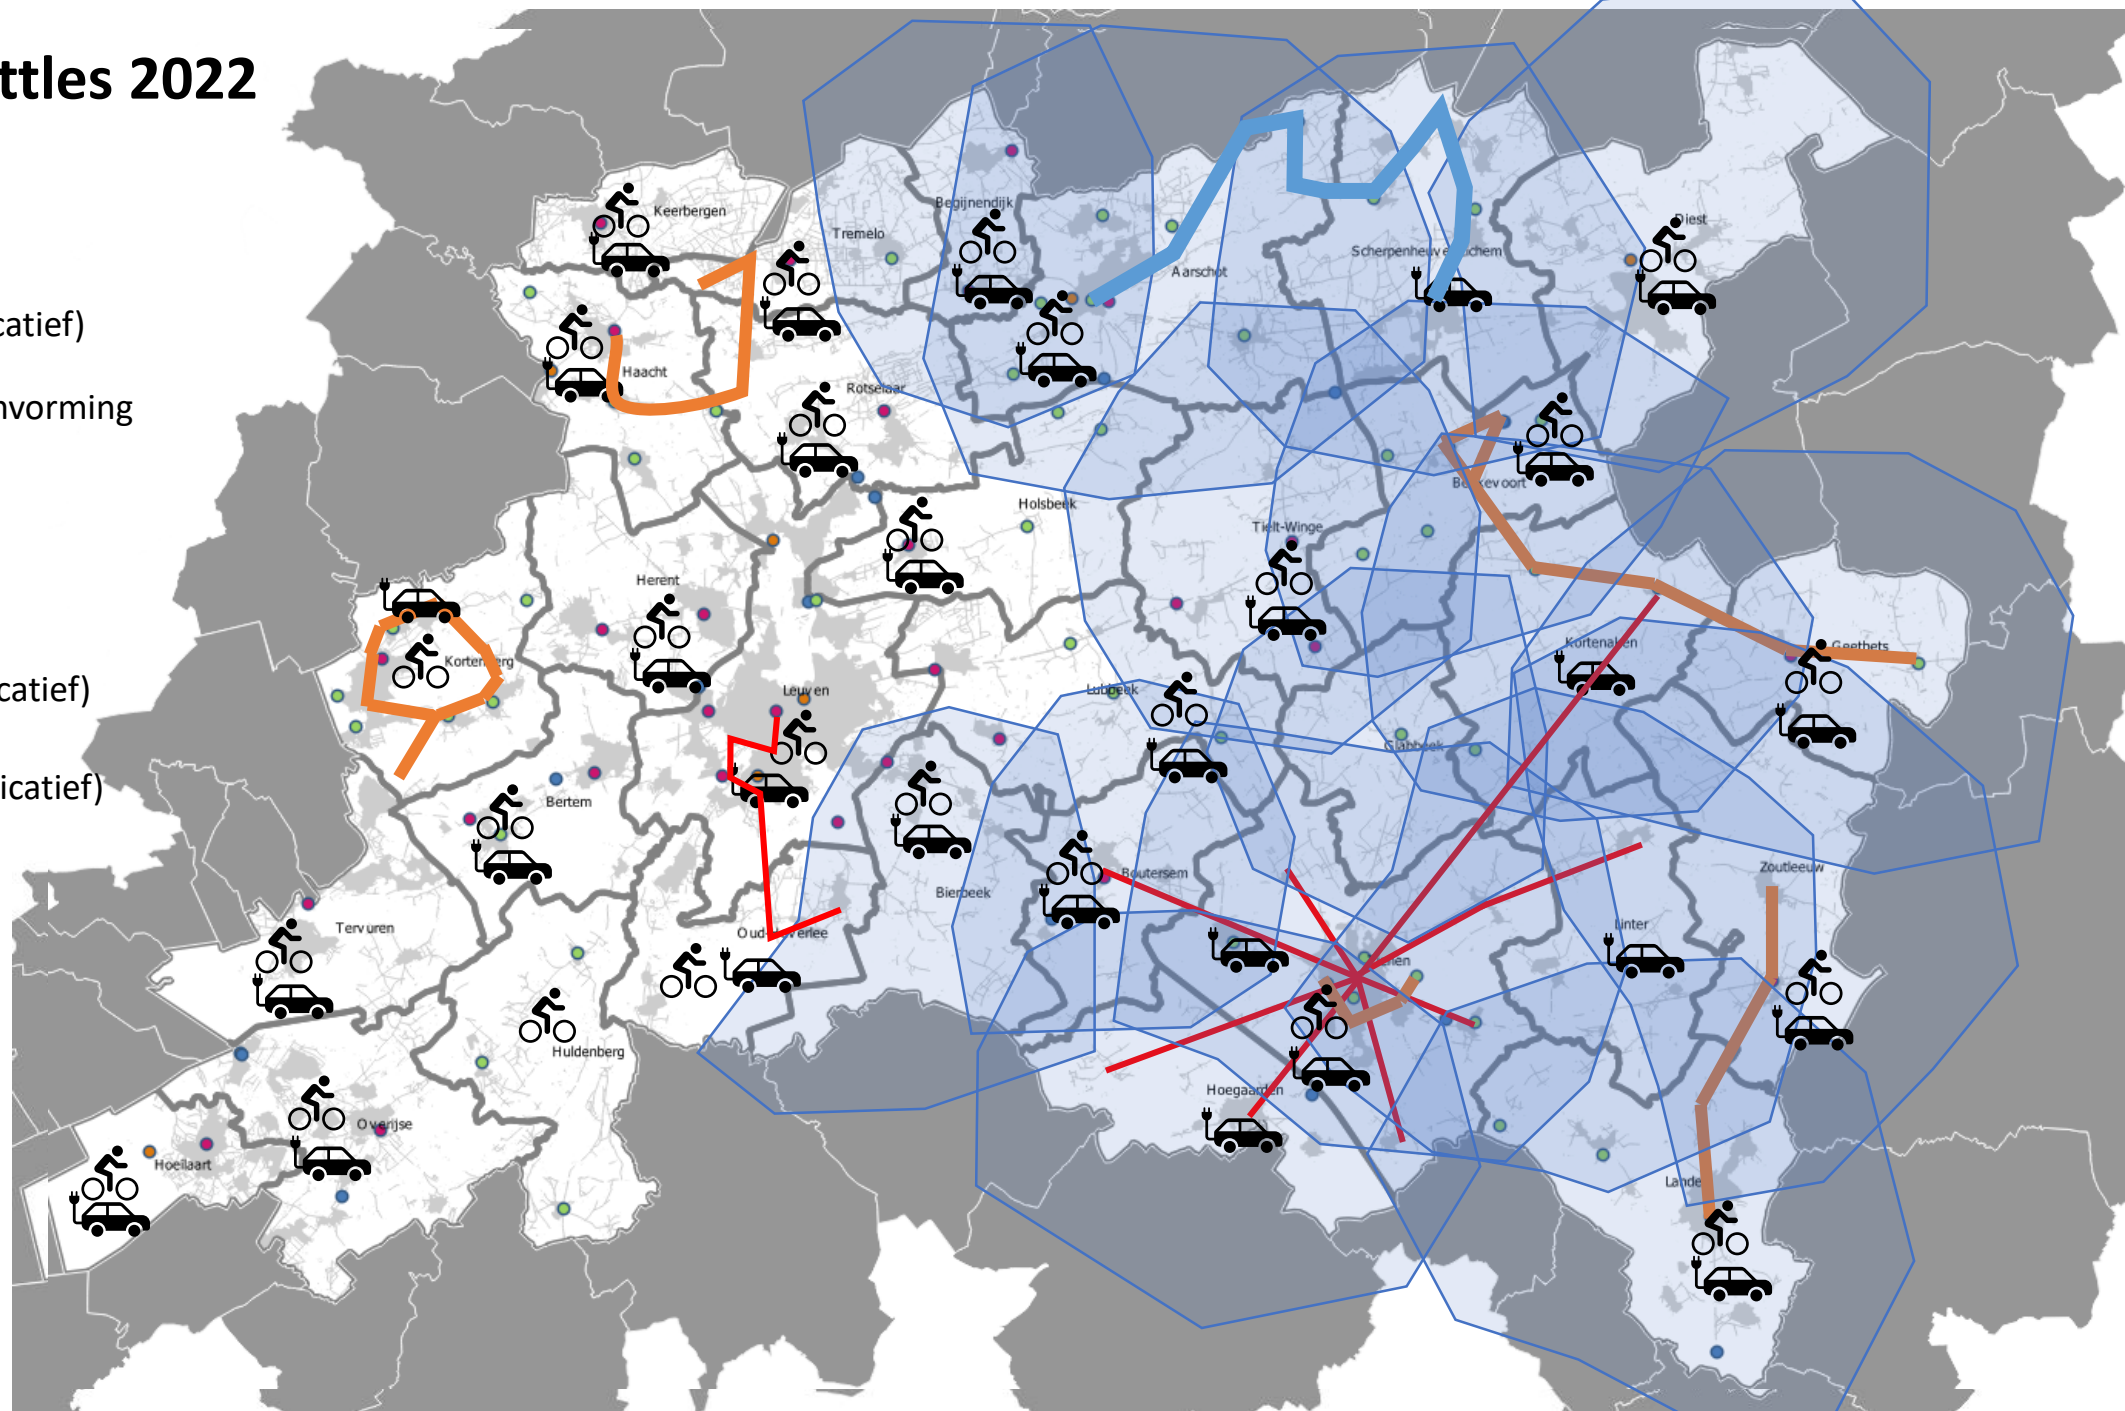 ttles 2022
catief)
nvorming
catief)
icatief)
Keerbergen
Begijnendijk
Tremelo
Diest
Aarschot
Haacht
Rotselaar
Holsbeek
Tielt-Winge
Herent
Kortenberg
Kortenaken
Geetbets
Leuven
Lubbeek
Glabbeek
Bertem
Zoutleeuw
Boutersem
Bierbeek
Tervuren
Linter
Huldenberg
Hoegaarden
Overijse
Hoeilaart
Landen